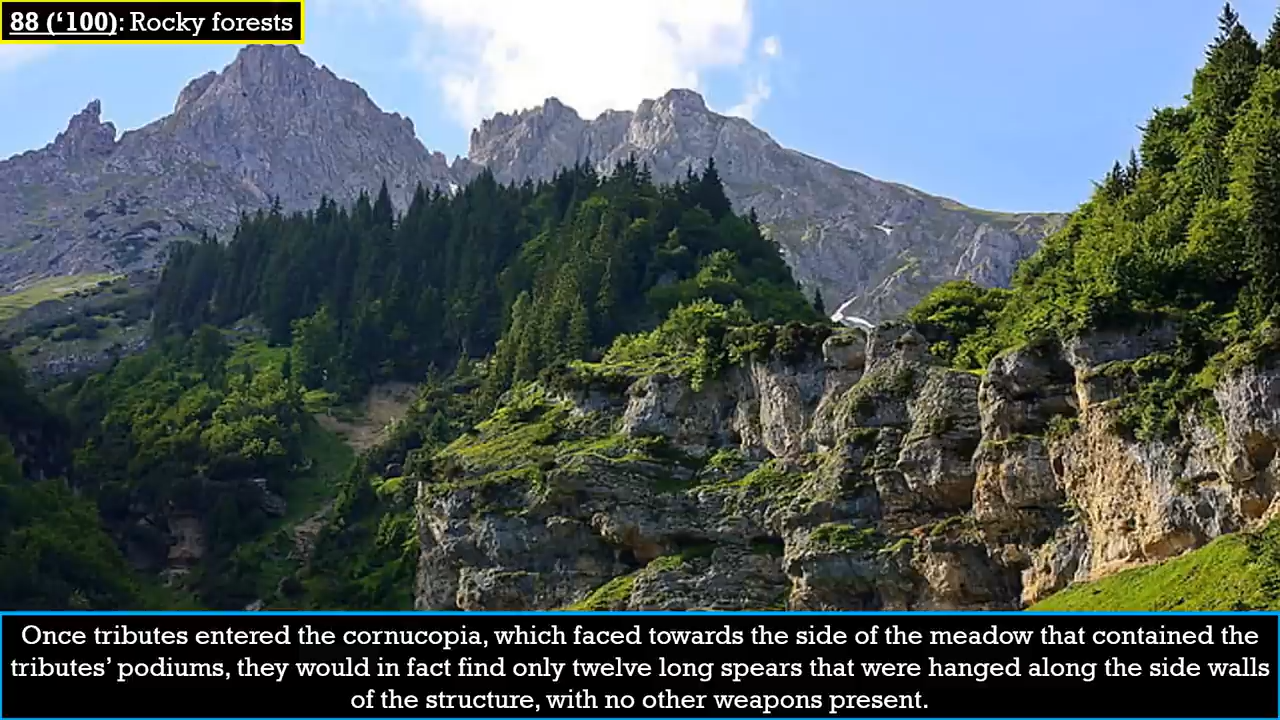 88 (‘100): Rocky forests
Once tributes entered the cornucopia, which faced towards the side of the meadow that contained the
tributes’ podiums, they would in fact find only twelve long spears that were hanged along the side walls
of the structure, with no other weapons present.